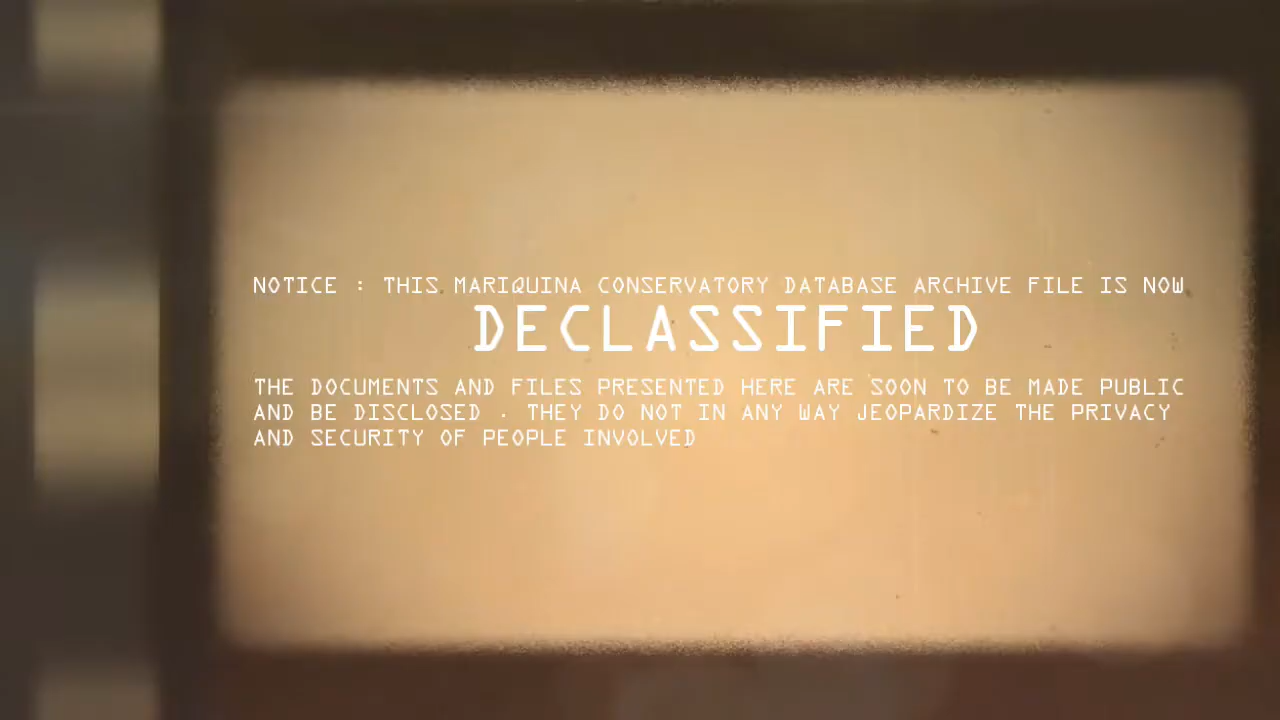 NOTICE : THIS MARIQUINA CONSERVATORY DATABASE ARCHIVE FILE IS NOW
DECLASSIFIED
THE DOCUMENTS AND FILES PRESENTED HERE ARE SOON TO BE MADE PUBLIC
AND BE DISCLOSED . THEY DO NOT IN ANY WAY JEOPARDIZE THE PRIVACY
AND SECURITY OF PEOPLE INVOLVED